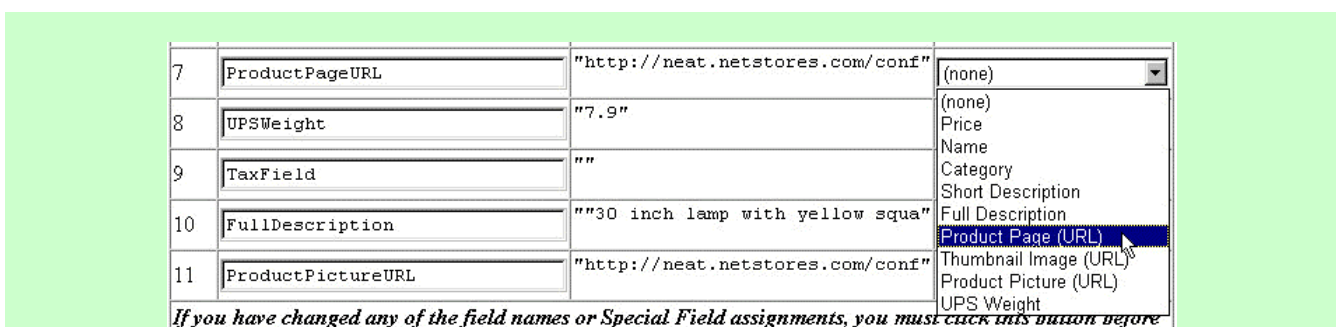 7 ProductPageURL "http://neat.netstores.com/conf" (none)
(none)
8 UPSWeight "7.9" Price
Name
9 TaxField "" Category
Short Description
10 FullDescription ""30 inch lamp with yellow squa" Full Description
Product Page (URL)
Thumbnail Image (URL)
11 ProductPictureURL "http://neat.netstores.com/conf" Product Picture (URL)
UPS Weight
If you have changed any of the field names or Special Field assignments, you must click this button before